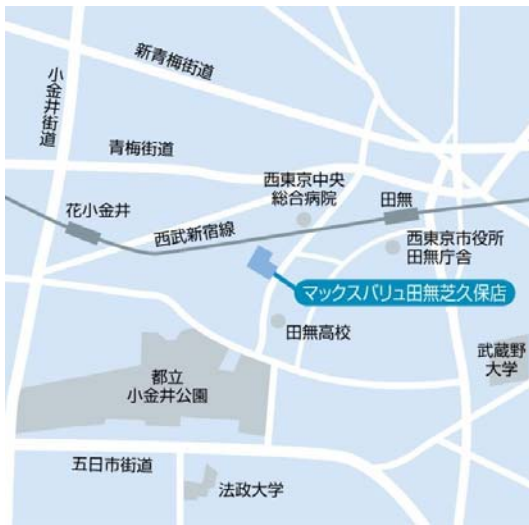 新青梅街道
小金井街道
青梅街道
西東京中央
総合病院
田無
花小金井
西武新宿線
西東京市役所
田無庁舎
マックスバリュ田無芝久保店
田無高校
武蔵野
大学
都立
小金井公園
五日市街道
法政大学